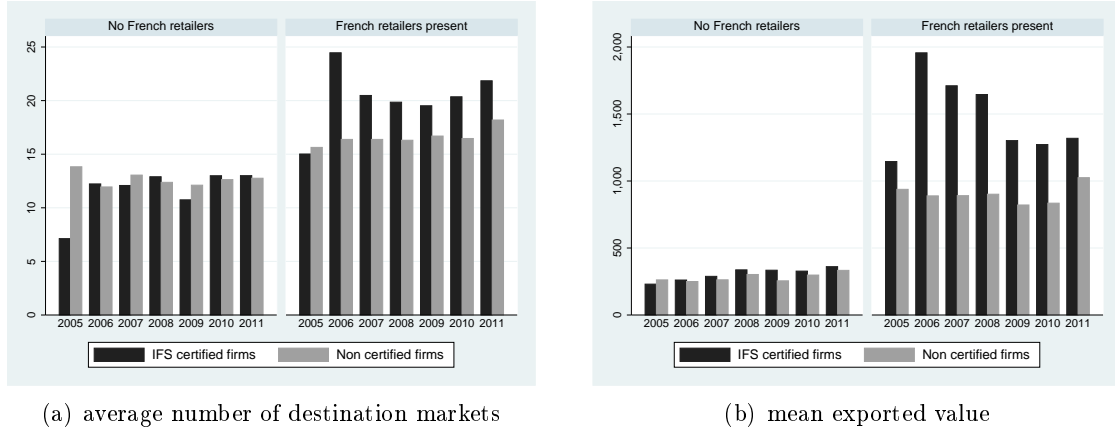 No French retailers
French retailers present
25
20
15
10
5
0
2005 2006 2007 2008 2009 2010 2011
2005 2006 2007 2008 2009 2010 2011
IFS certified firms
Non certified firms
(a) average number of destination markets
No French retailers
French retailers present
2,000
1,500
1,000
500
0
2005 2006 2007 2008 2009 2010 2011
2005 2006 2007 2008 2009 2010 2011
IFS certified firms
Non certified firms
(b) mean exported value